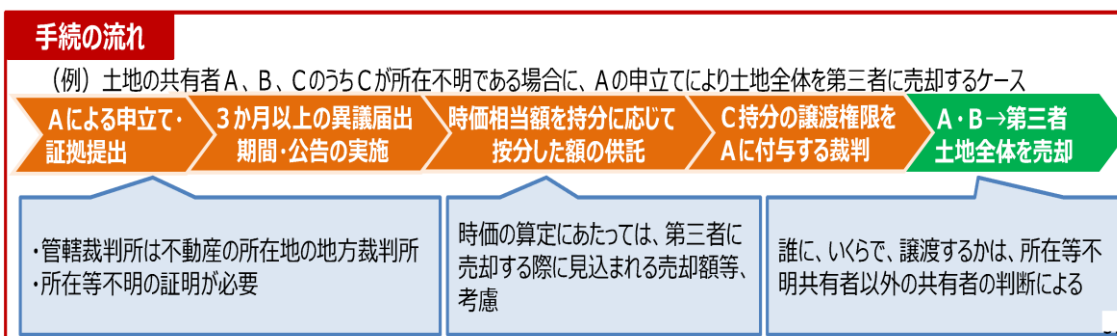 手続の流れ
（例）土地の共有者Ａ、Ｂ、ＣのうちＣが所在不明である場合に、Ａの申立てにより土地全体を第三者に売却するケース
Ａによる申立て・
証拠提出
３か月以上の異議届出
期間・公告の実施
時価相当額を持分に応じて
按分した額の供託
Ｃ持分の譲渡権限を
Ａに付与する裁判
Ａ・Ｂ→第三者
土地全体を売却
・管轄裁判所は不動産の所在地の地方裁判所
・所在等不明の証明が必要
時価の算定にあたっては、第三者に
売却する際に見込まれる売却額等、
考慮
誰に、いくらで、譲渡するかは、所在等不
明共有者以外の共有者の判断による